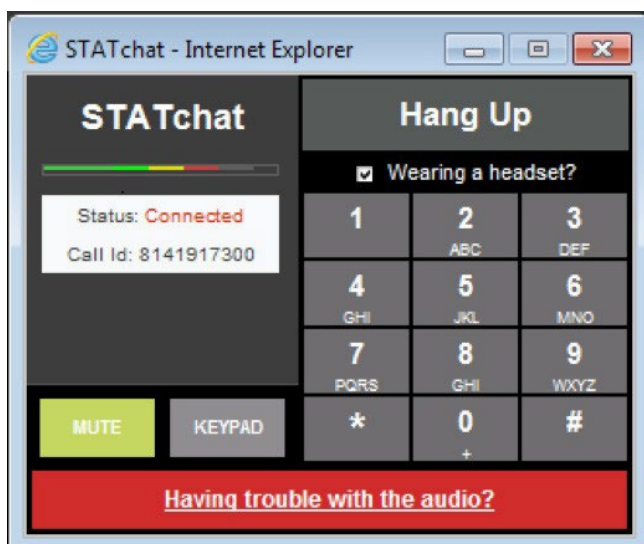 STATchat - Internet Explorer
STATchat
Hang Up
Wearing a headset?
Status: Connected
Call Id: 8141917300
1 2 3
ABC DEF
4 5 6
GHI JKL MNO
7 8 9
PQRS GHI WXYZ
* 0 #
+
MUTE KEYPAD
Having trouble with the audio?